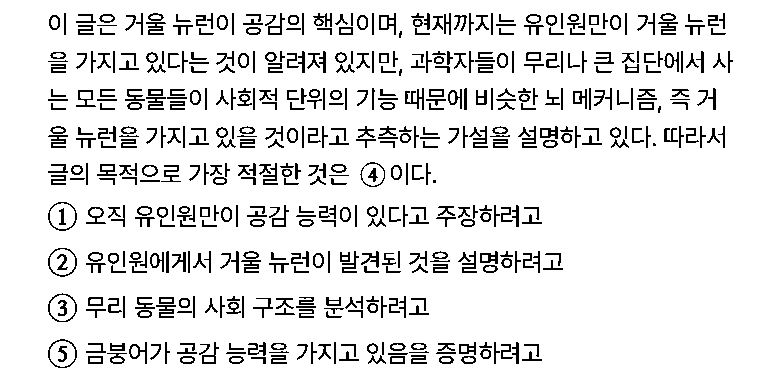 이 글은 거울 뉴런이 공감의 핵심이며, 현재까지는 유인원만이 거울 뉴런
을 가지고 있다는 것이 알려져 있지만, 과학자들이 무리나 큰 집단에서 사
는 모든 동물들이 사회적 단위의 기능 때문에 비슷한 뇌 메커니즘, 즉 거
울 뉴런을 가지고 있을 것이라고 추측하는 가설을 설명하고 있다. 따라서
글의 목적으로 가장 적절한 것은 ④이다.
① 오직 유인원만이 공감 능력이 있다고 주장하려고
② 유인원에게서 거울 뉴런이 발견된 것을 설명하려고
③ 무리 동물의 사회 구조를 분석하려고
⑤ 금붕어가 공감 능력을 가지고 있음을 증명하려고